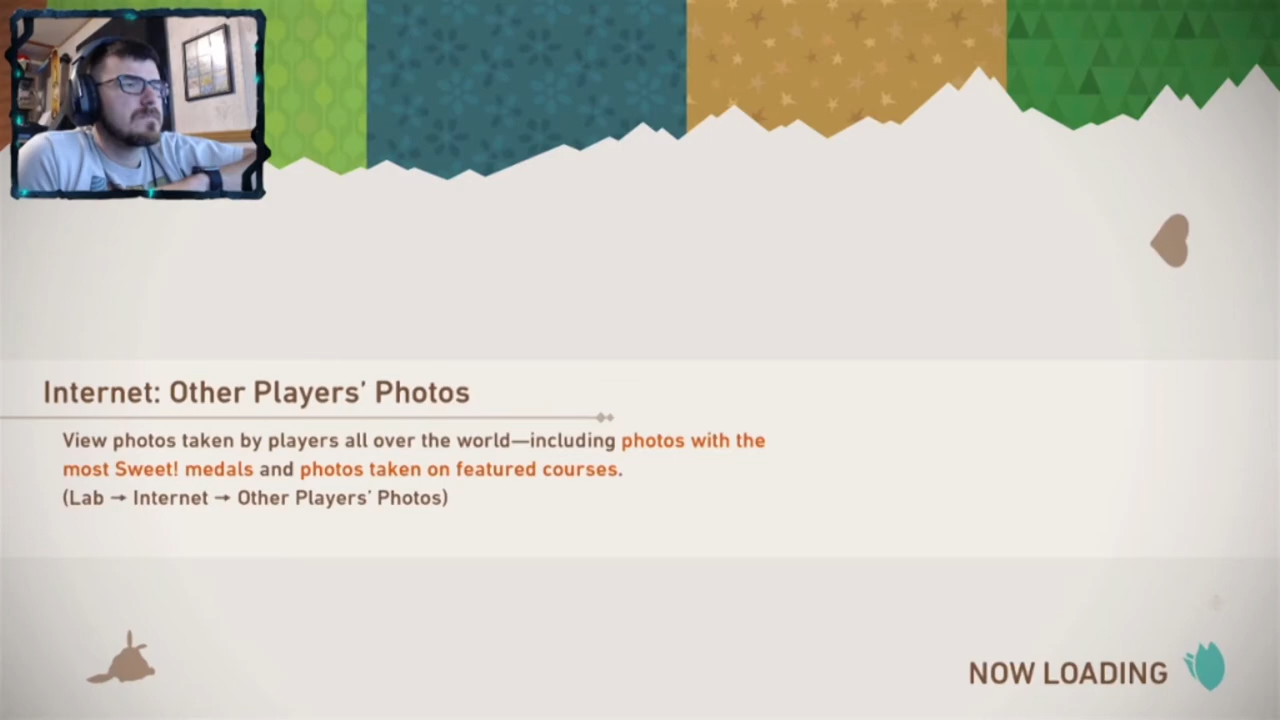 Internet: Other Players’ Photos
View photos taken by players all over the world—including photos with the
most Sweet! medals and photos taken on featured courses.
(Lab → Internet → Other Players’ Photos)
NOW LOADING